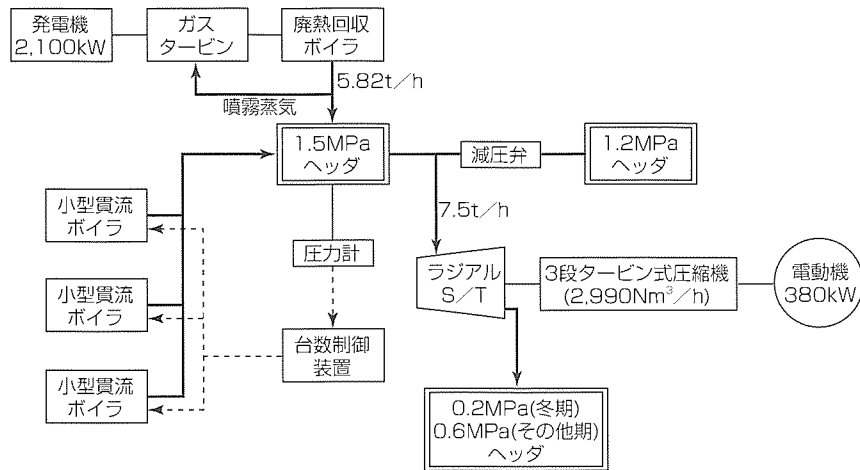 発電機
2,100kW
ガス
タービン
廃熱回収
ボイラ
5.82t/h
噴霧蒸気
1.5MPa
ヘッダ
減圧弁
1.2MPa
ヘッダ
小型貫流
ボイラ
7.5t/h
圧力計
ラジアル
S/T
3段タービン式圧縮機
(2,990Nm³/h)
電動機
380kW
小型貫流
ボイラ
台数制御
装置
小型貫流
ボイラ
0.2MPa(冬期)
0.6MPa(その他期)
ヘッダ